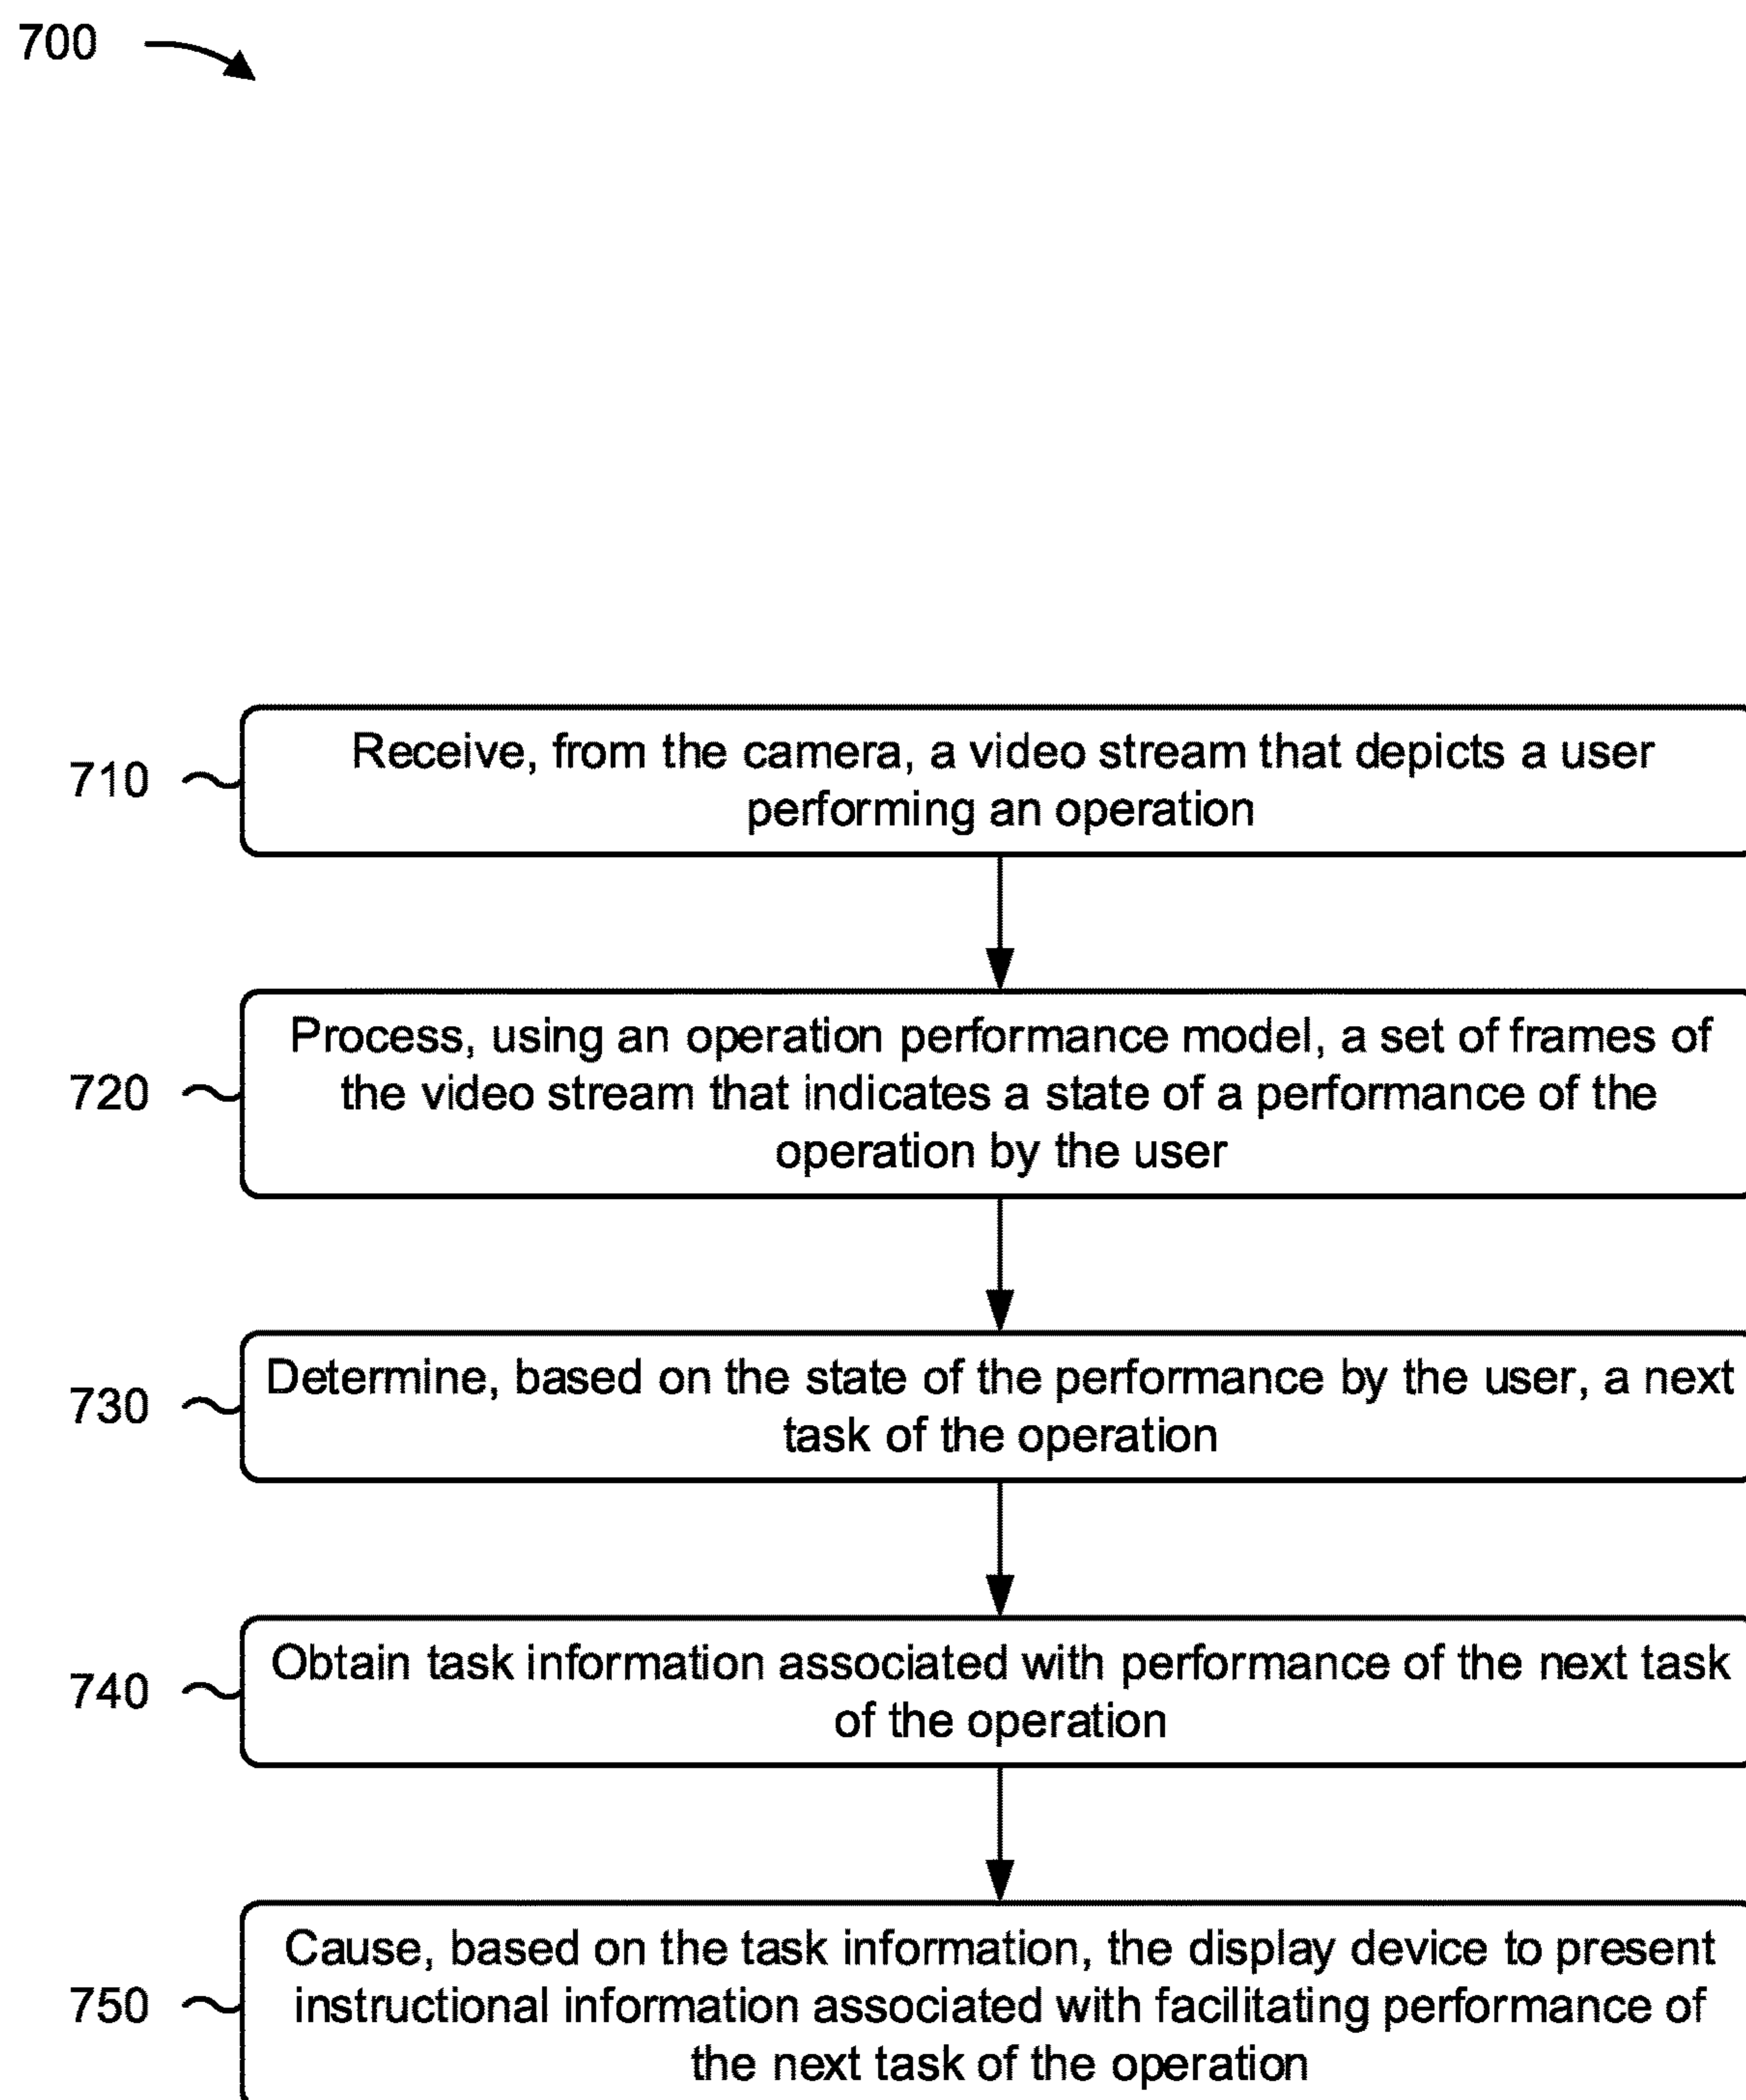 700
710
Receive, from the camera, a video stream that depicts a user
performing an operation
720
Process, using an operation performance model, a set of frames of
the video stream that indicates a state of a performance of the
operation by the user
730
Determine, based on the state of the performance by the user, a next
task of the operation
740
Obtain task information associated with performance of the next task
of the operation
750
Cause, based on the task information, the display device to present
instructional information associated with facilitating performance of
the next task of the operation